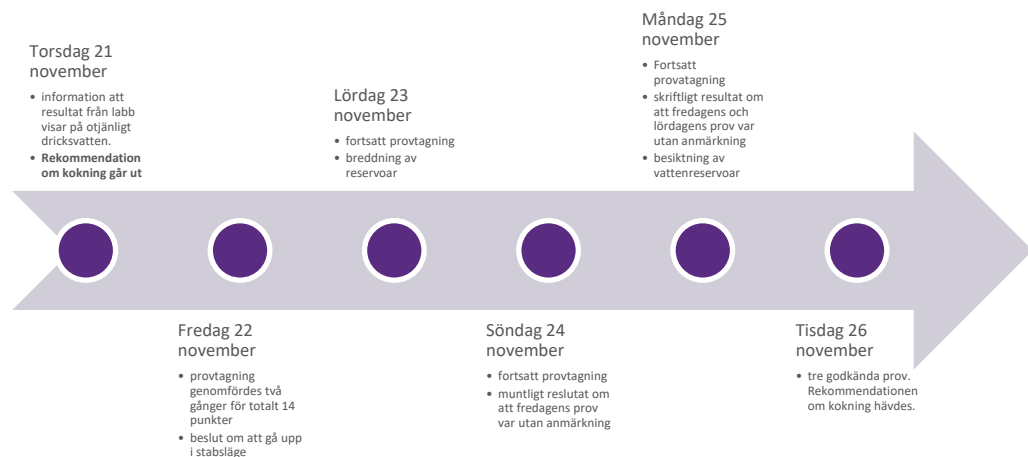 Torsdag 21
november
• information att
resultat från labb
visar på otjänligt
dricksvatten.
• Rekommendation
om kokning går ut
Fredag 22
november
• provtagning
genomfördes två
gånger för totalt 14
punkter
• beslut om att gå upp
i stabsläge
Lördag 23
november
• fortsatt provtagning
• breddning av
reservoar
Söndag 24
november
• fortsatt provtagning
• muntligt reslutat om
att fredagens prov
var utan anmärkning
Måndag 25
november
• Fortsatt
provatagning
• skriftligt resultat om
att fredagens och
lördagens prov var
utan anmärkning
• besiktning av
vattenreservoar
Tisdag 26
november
• tre godkända prov.
Rekommendationen
om kokning hävdes.